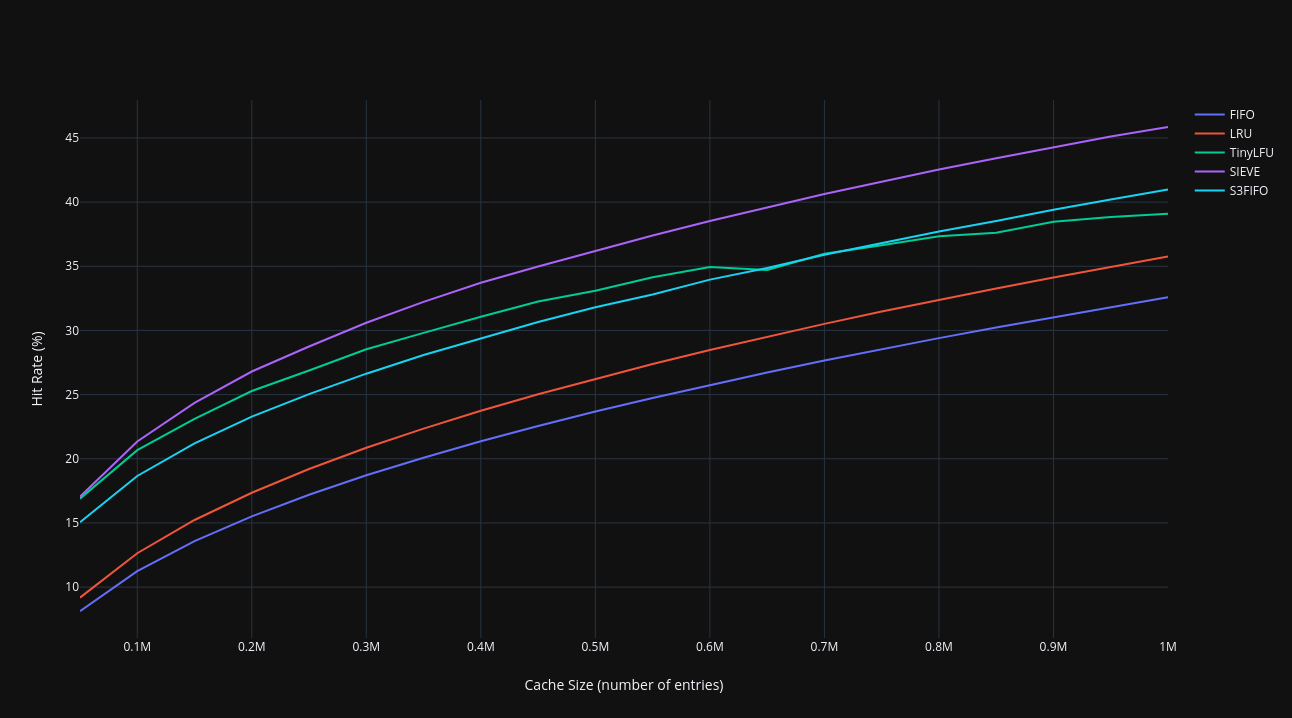 FIFO
LRU
TinyLFU
SIEVE
S3FIFO
45
40
35
30
25
20
15
10
Hit Rate (%)
0.1M 0.2M 0.3M 0.4M 0.5M 0.6M 0.7M 0.8M 0.9M 1M
Cache Size (number of entries)